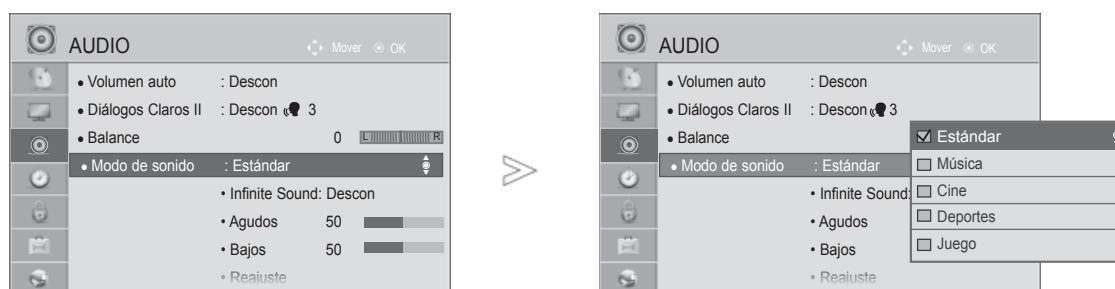 AUDIO Mover OK
• Volumen auto : Descon
• Diálogos Claros II : Descon 3
• Balance 0 L R
• Modo de sonido : Estándar
• Infinite Sound: Descon
• Agudos 50
• Bajos 50
• Reajuste
AUDIO Mover OK
• Volumen auto : Descon
• Diálogos Claros II : Descon 3
• Balance
• Modo de sonido : Estándar
• Infinite Sound:
• Agudos
• Bajos
• Reajuste
Estándar
Música
Cine
Deportes
Juego